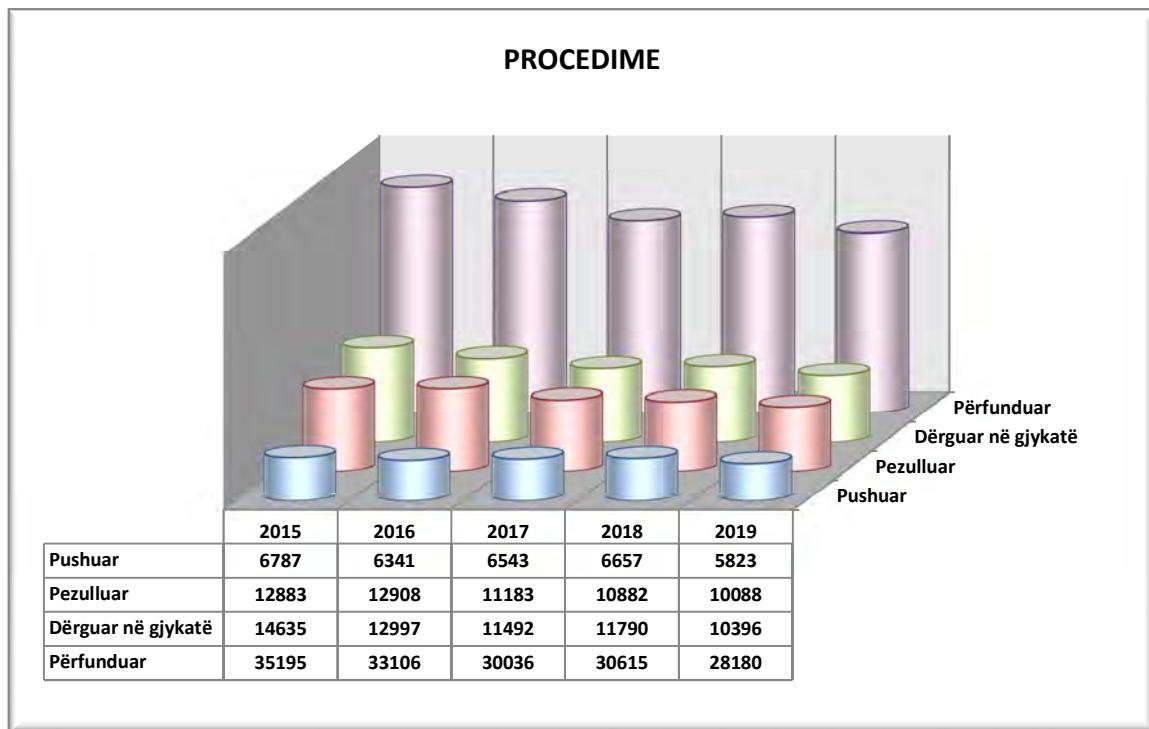 PROCEDIME
Përfunduar
Dërguar në gjykatë
Pezulluar
Pushuar
2015 2016 2017 2018 2019
Pushuar 6787 6341 6543 6657 5823
Pezulluar 12883 12908 11183 10882 10088
Dërguar në gjykatë 14635 12997 11492 11790 10396
Përfunduar 35195 33106 30036 30615 28180